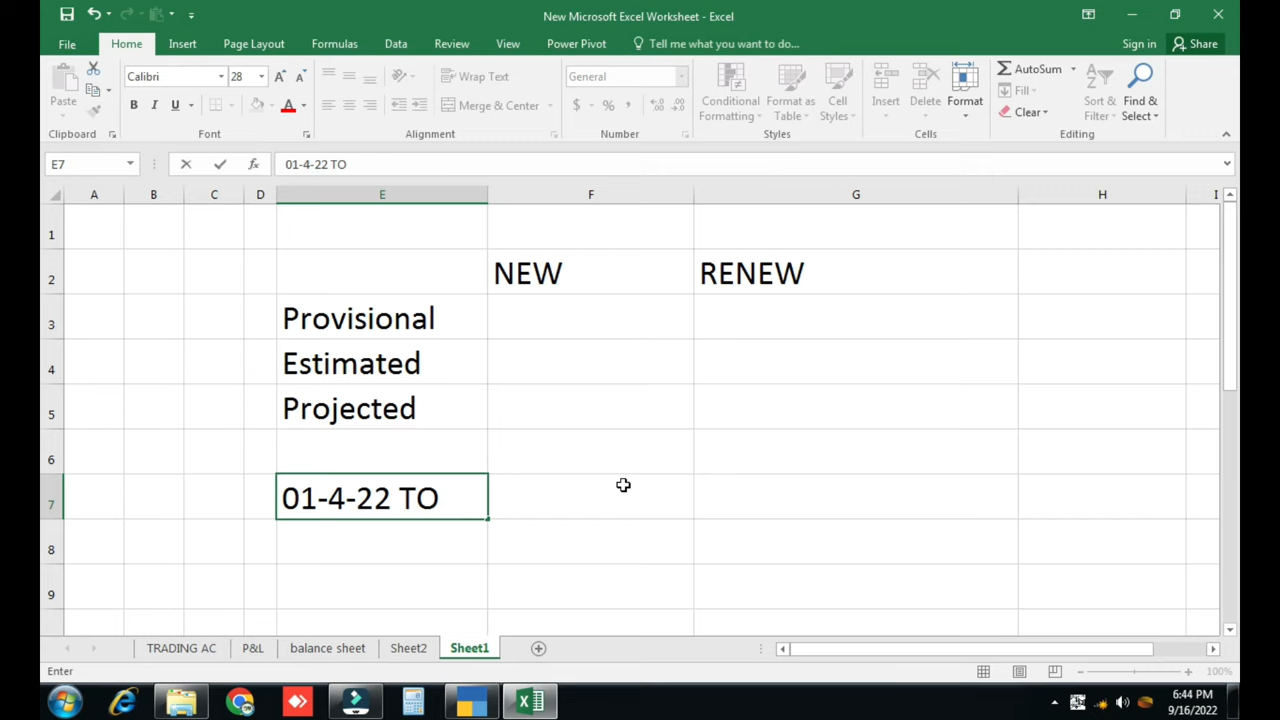 New Microsoft Excel Worksheet - Excel
File Home Insert Page Layout Formulas Data Review View Power Pivot Tell me what you want to do... Sign in Share
Paste
Calibri 28
B I U A
Wrap Text
Merge & Center
General
$ % ,
Conditional Formatting
Format as Table
Cell Styles
Insert
Delete
Format
AutoSum
Fill
Clear
Sort & Filter
Find & Select
Clipboard Font Alignment Number Styles Cells Editing
E7 fx 01-4-22 TO
A B C D E F G H I
1
2 NEW RENEW
3 Provisional
4 Estimated
5 Projected
6
7 01-4-22 TO
8
9
TRADING AC P&L balance sheet Sheet2 Sheet1
Enter 100%
6:44 PM
9/16/2022